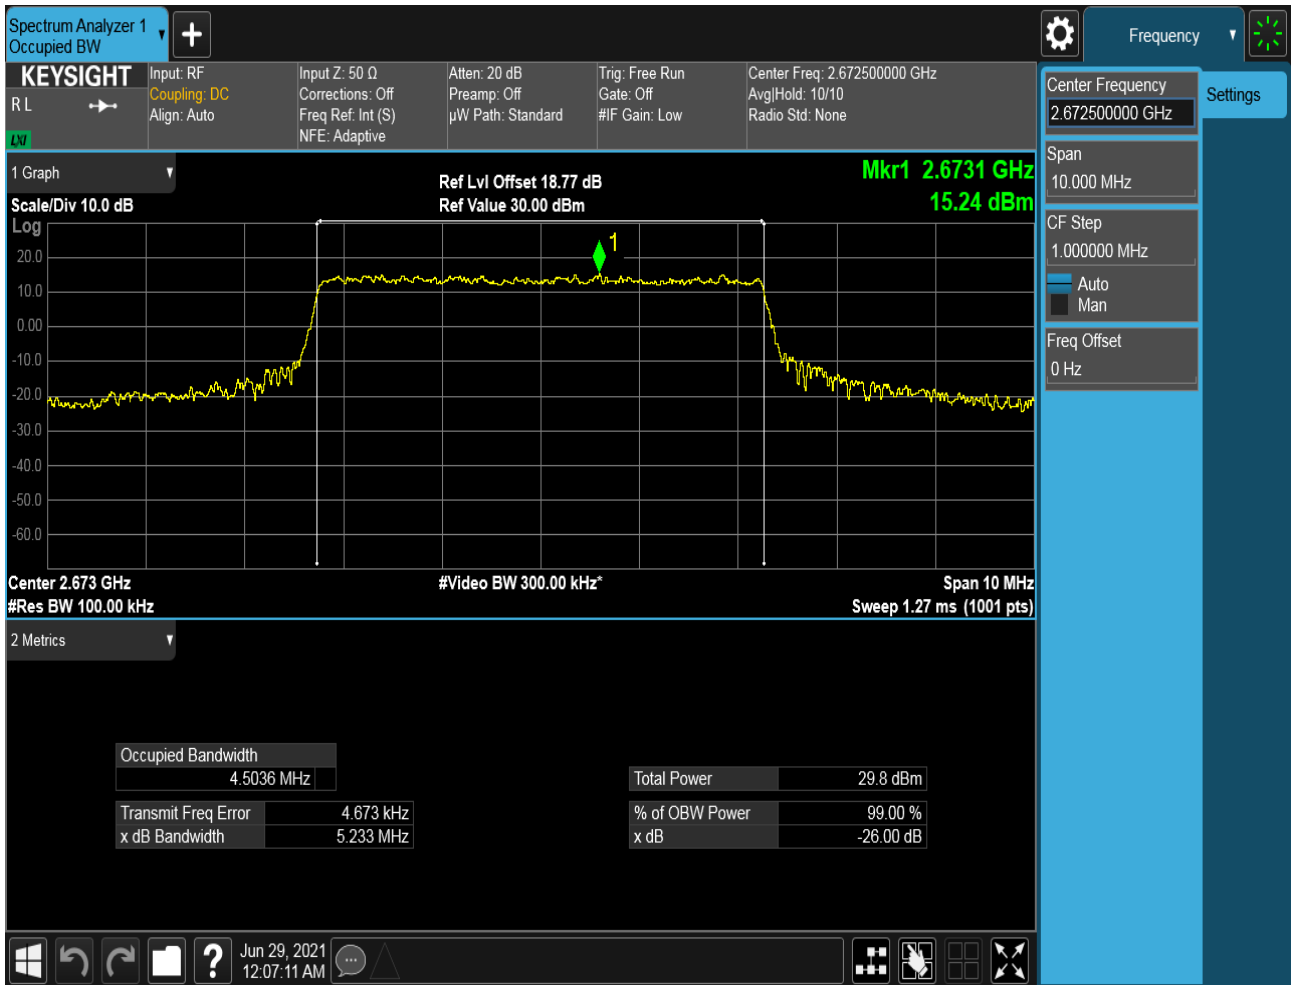 Spectrum Analyzer 1
Occupied BW
Frequency
KEYSIGHT
R L
LXI
Input: RF
Coupling: DC
Align: Auto
Input Z: 50 Ω
Corrections: Off
Freq Ref: Int (S)
NFE: Adaptive
Atten: 20 dB
Preamp: Off
µW Path: Standard
Trig: Free Run
Gate: Off
#IF Gain: Low
Center Freq: 2.672500000 GHz
Avg|Hold: 10/10
Radio Std: None
Center Frequency
2.672500000 GHz
Settings
Span
10.000 MHz
CF Step
1.000000 MHz
Auto
Man
Freq Offset
0 Hz
1 Graph
Scale/Div 10.0 dB
Log
Ref Lvl Offset 18.77 dB
Ref Value 30.00 dBm
Mkr1 2.6731 GHz
15.24 dBm
1
20.0
10.0
0.00
-10.0
-20.0
-30.0
-40.0
-50.0
-60.0
Center 2.673 GHz
#Video BW 300.00 kHz*
Span 10 MHz
#Res BW 100.00 kHz
Sweep 1.27 ms (1001 pts)
2 Metrics
Occupied Bandwidth
4.5036 MHz
Total Power 29.8 dBm
Transmit Freq Error 4.673 kHz
% of OBW Power 99.00 %
x dB Bandwidth 5.233 MHz
x dB -26.00 dB
?
Jun 29, 2021
12:07:11 AM